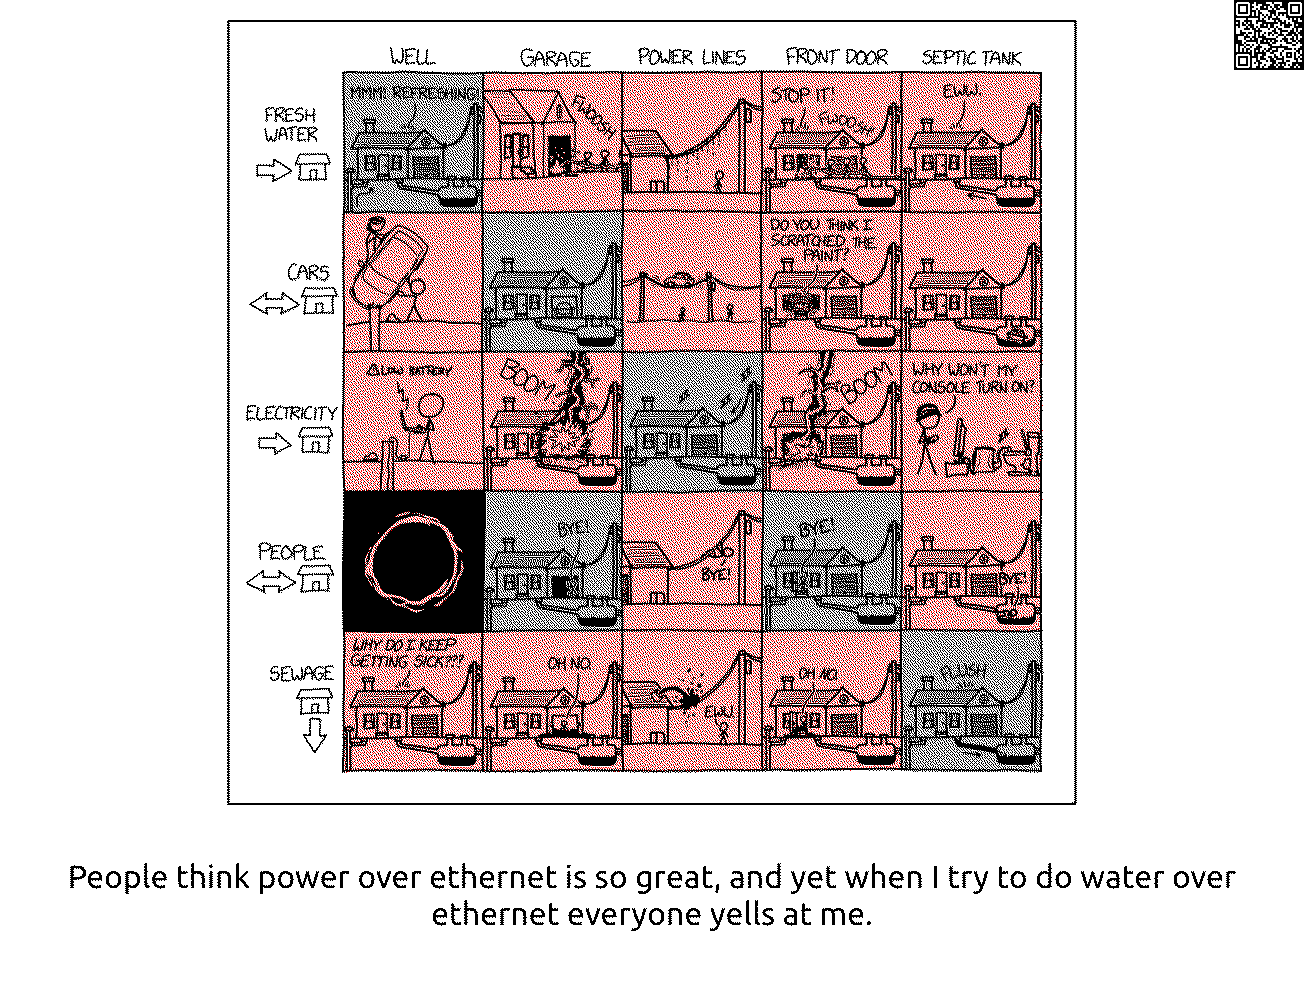 WELL GARAGE POWER LINES FRONT DOOR SEPTIC TANK
FRESH
WATER
MMM! REFRESHING!
FWOOSH
STOP IT!
FWOOSH
EWW
CARS
DO YOU THINK I
SCRATCHED THE
PAINT?
ELECTRICITY
LOW BATTERY
BOOM
BOOM
WHY WON'T MY
CONSOLE TURN ON?
PEOPLE
BYE!
BYE!
BYE!
BYE!
SEWAGE
WHY DO I KEEP
GETTING SICK???
OH NO.
EWW
OH NO.
FLUSH
People think power over ethernet is so great, and yet when I try to do water over
ethernet everyone yells at me.